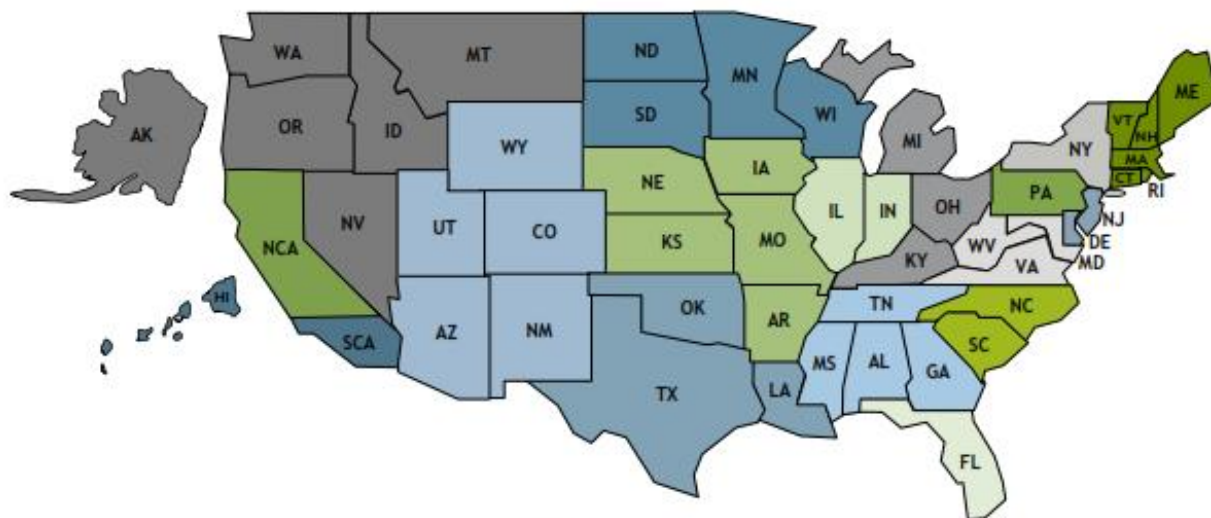 WA
MT
ND
MN
ME
VT
NH
AK
OR
ID
SD
WI
MI
NY
MA
CT
RI
WY
NE
IA
PA
NJ
NV
UT
CO
IL
IN
OH
DE
NCA
KS
MO
WV
MD
KY
VA
HI
OK
TN
NC
AZ
NM
AR
SCA
SC
MS
AL
GA
TX
LA
FL